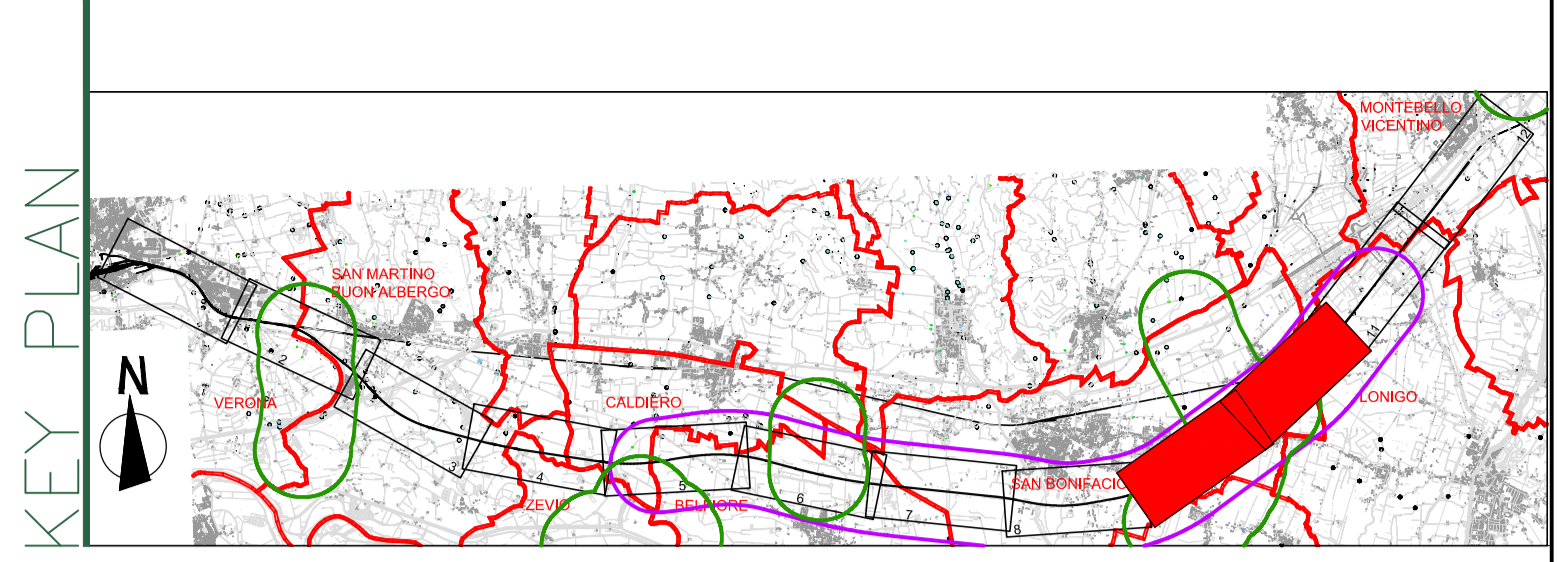 KEY PLAN
N
MONTEBELLO
VICENTINO
SAN MARTINO
BUON ALBERGO
VERONA
CALDIERO
ZEVIO
BELFIORE
SAN BONIFACIO
LONIGO
1
2
3
4
5
6
7
8
11
12